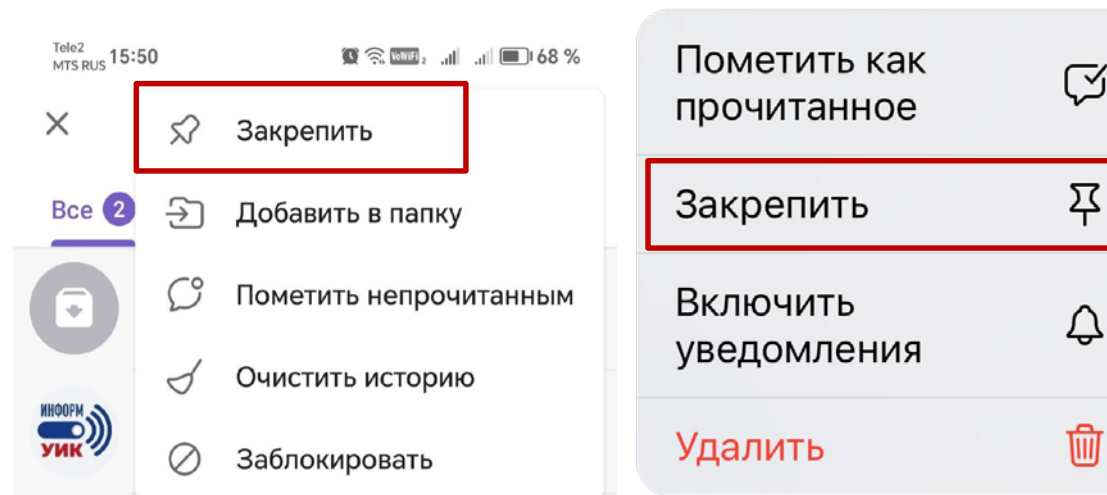 Tele2
MTS RUS 15:50
VoWiFi 2 68 %
Закрепить
Все 2
Добавить в папку
Пометить непрочитанным
Очистить историю
ИНФОРМ
УИК
Заблокировать
Пометить как
прочитанное
Закрепить
Включить
уведомления
Удалить